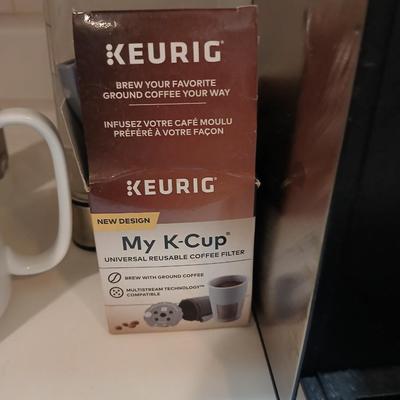 KEURIG®
BREW YOUR FAVORITE
GROUND COFFEE YOUR WAY
INFUSEZ VOTRE CAFÉ MOULU
PRÉFÉRÉ À VOTRE FAÇON
KEURIG®
NEW DESIGN
My K-Cup®
UNIVERSAL REUSABLE COFFEE FILTER
BREW WITH GROUND COFFEE
MULTISTREAM TECHNOLOGY™
COMPATIBLE